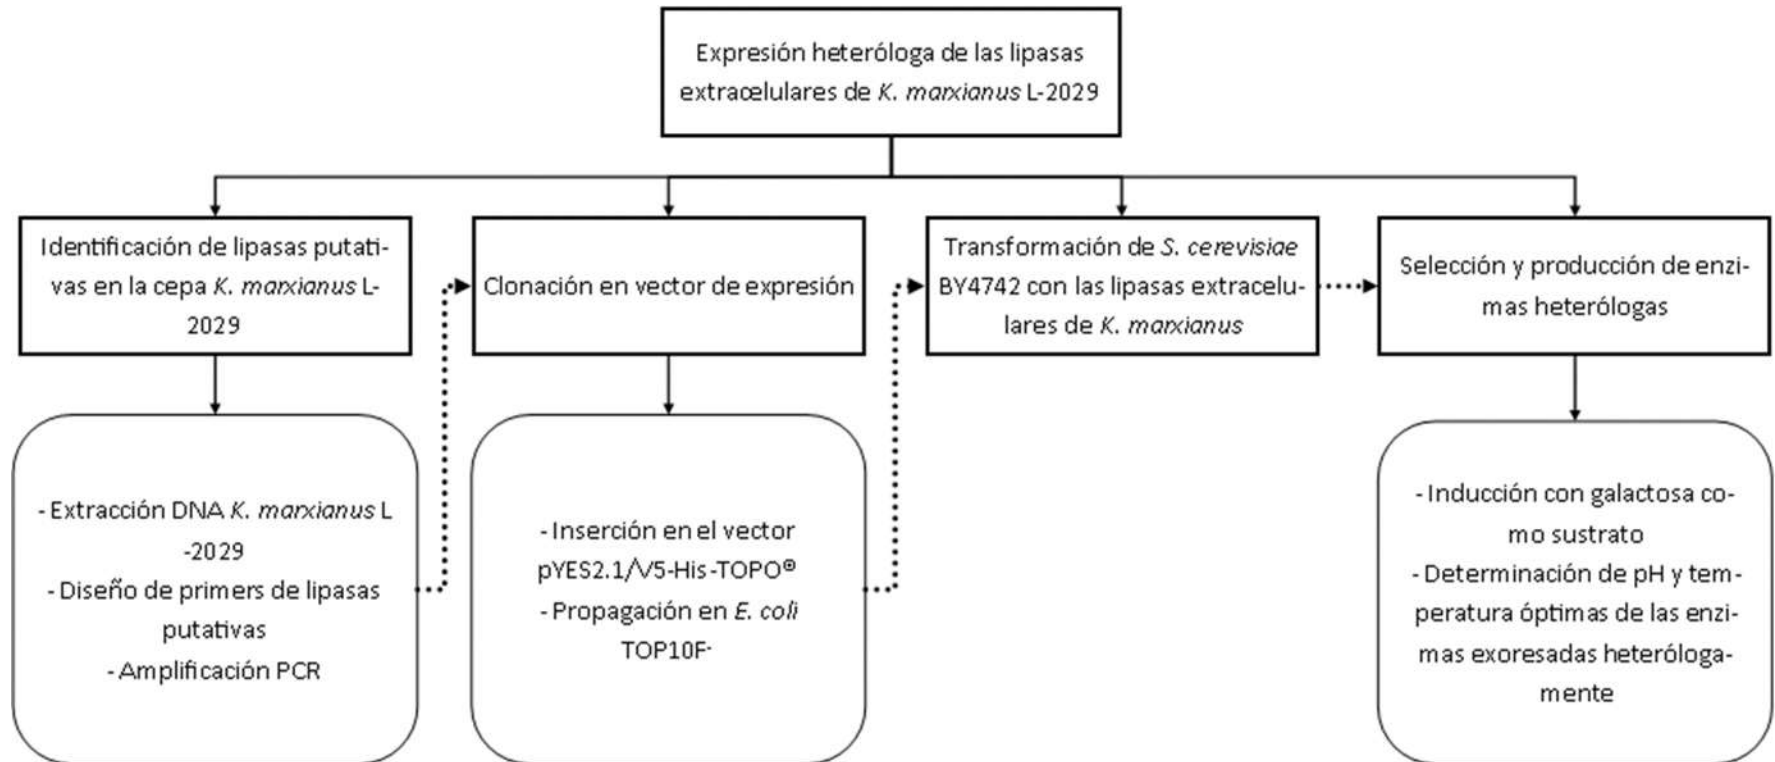 Expresión heteróloga de las lipasas
extracelulares de K. marxianus L-2029
Identificación de lipasas putati-
vas en la cepa K. marxianus L-
2029
Clonación en vector de expresión
Transformación de S. cerevisiae
BY4742 con las lipasas extracelu-
lares de K. marxianus
Selección y producción de enzi-
mas heterólogas
- Extracción DNA K. marxianus L
-2029
- Diseño de primers de lipasas
putativas
- Amplificación PCR
- Inserción en el vector
pYES2.1/V5-His-TOPO®
- Propagación en E. coli
TOP10F-
- Inducción con galactosa co-
mo sustrato
- Determinación de pH y tem-
peratura óptimas de las enzi-
mas exoresadas heteróloga-
mente